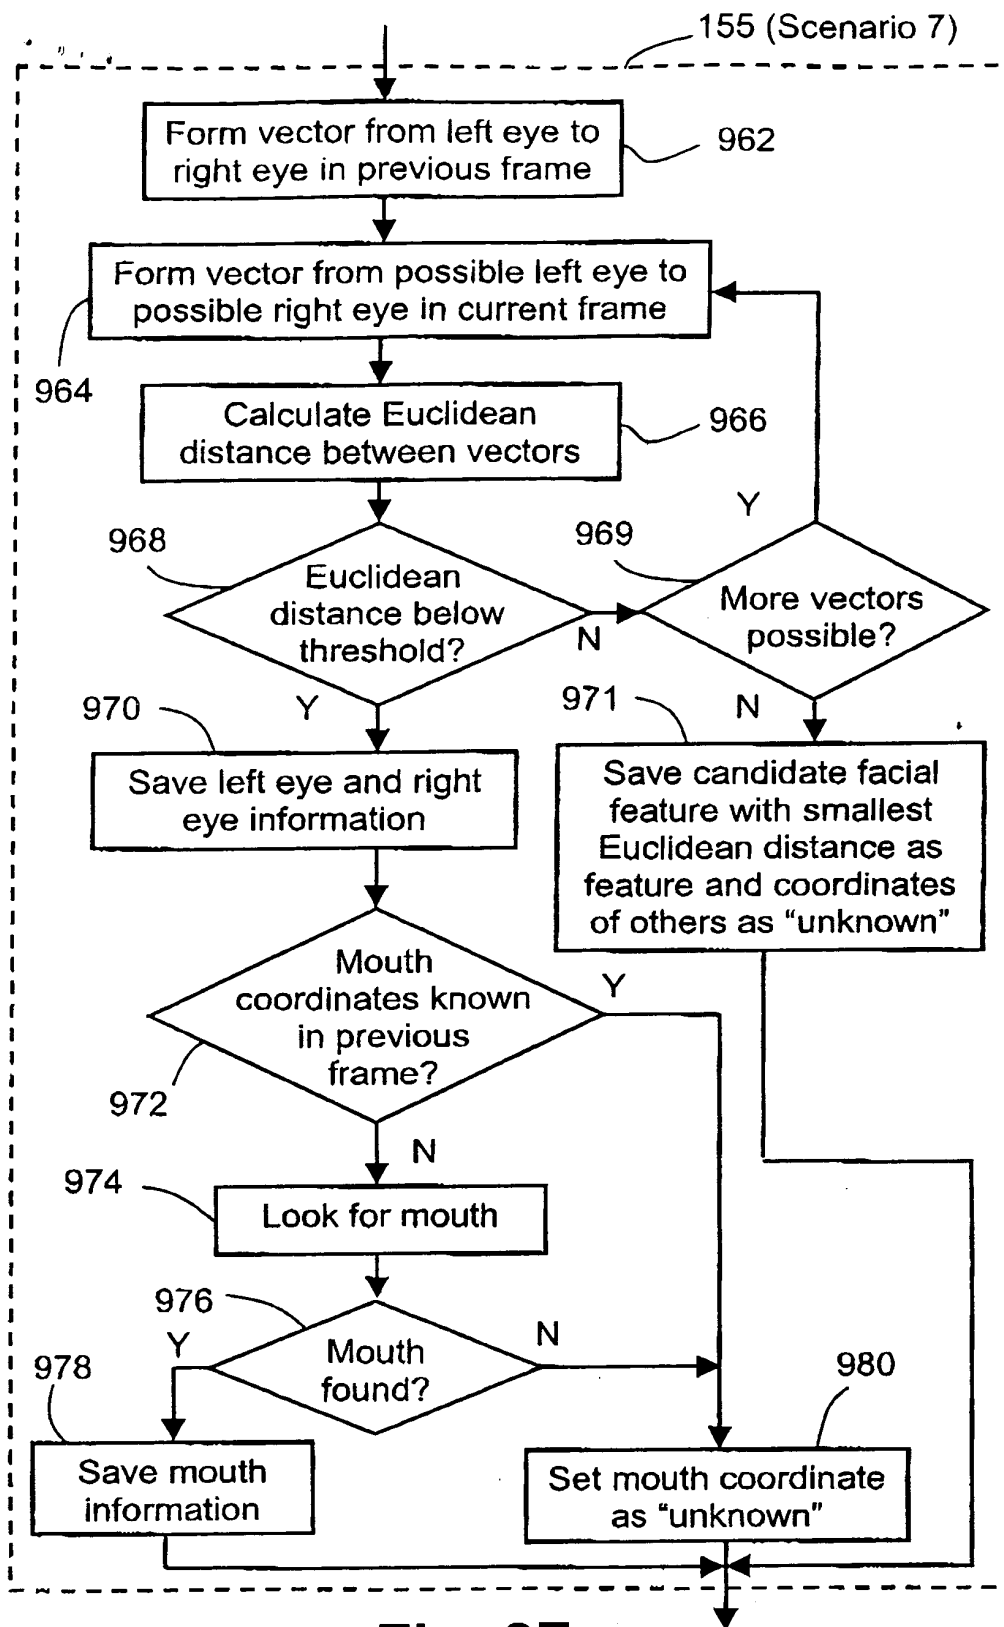 155 (Scenario 7)
Form vector from left eye to
right eye in previous frame
962
Form vector from possible left eye to
possible right eye in current frame
964
Calculate Euclidean
distance between vectors
966
Y
968
969
Euclidean
distance below
threshold?
N
More vectors
possible?
Y
970
971
N
Save left eye and right
eye information
Save candidate facial
feature with smallest
Euclidean distance as
feature and coordinates
of others as “unknown”
Mouth
coordinates known
in previous
frame?
Y
972
N
974
Look for mouth
976
Y
N
Mouth
found?
978
980
Save mouth
information
Set mouth coordinate
as “unknown”